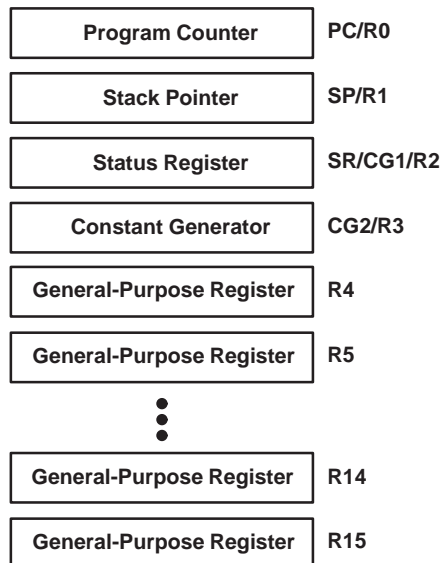 Program Counter PC/R0
Stack Pointer SP/R1
Status Register SR/CG1/R2
Constant Generator CG2/R3
General-Purpose Register R4
General-Purpose Register R5
General-Purpose Register R14
General-Purpose Register R15